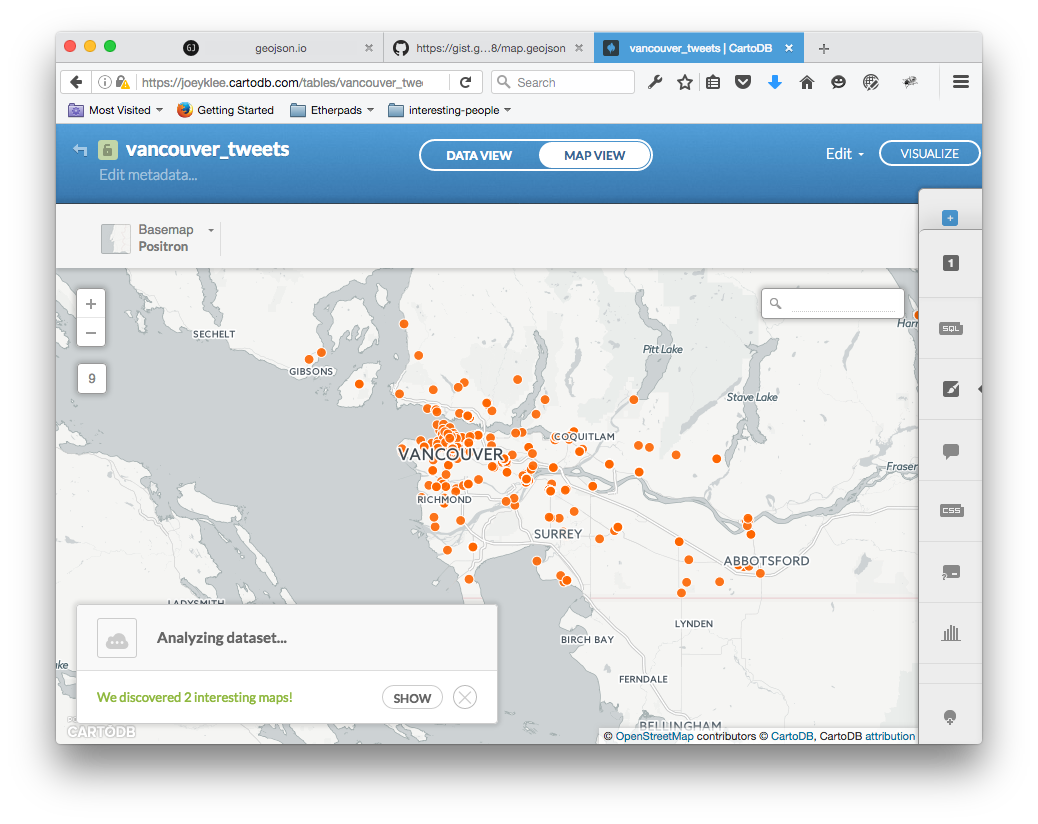 GJ geojson.io https://gist.g...8/map.geojson vancouver_tweets | CartoDB
https://joeyklee.cartodb.com/tables/vancouver_twe Search
Most Visited Getting Started Etherpads interesting-people
vancouver_tweets
DATA VIEW MAP VIEW
Edit VISUALIZE
Edit metadata...
Basemap
Positron
+
1
+
−
9
SQL
CSS
SECHELT
GIBSONS
Harr
Pitt Lake
Stave Lake
COQUITLAM
VANCOUVER
Fraser
RICHMOND
SURREY
ABBOTSFORD
LADYSMITH
LYNDEN
BIRCH BAY
ke
FERNDALE
BELLINGHAM
Analyzing dataset...
We discovered 2 interesting maps! SHOW
CARTODB
© OpenStreetMap contributors © CartoDB, CartoDB attribution